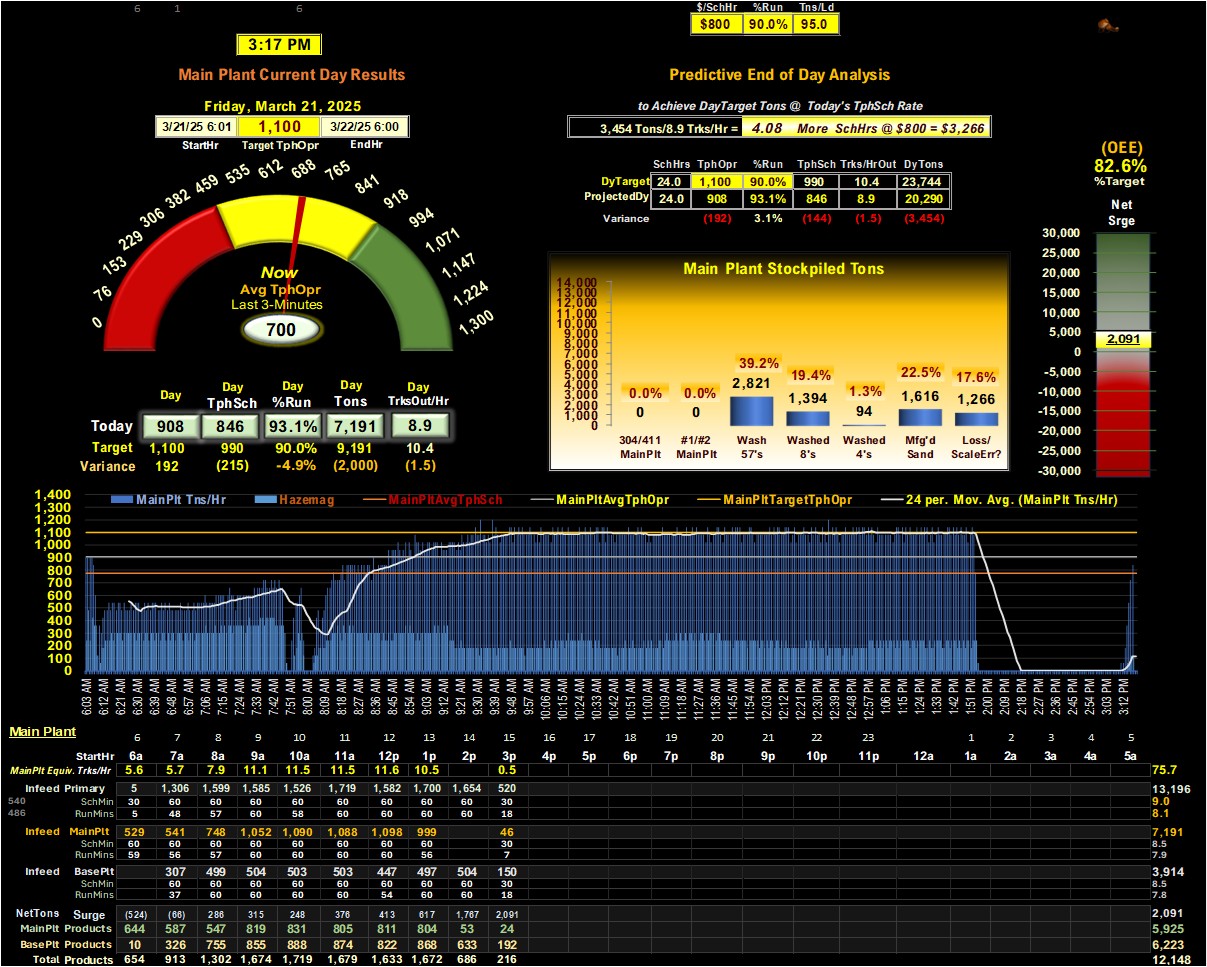 6 1 6
$/SchHr %Run Tns/Ld
$800 90.0% 95.0
3:17 PM
Main Plant Current Day Results
Predictive End of Day Analysis
Friday, March 21, 2025
to Achieve DayTarget Tons @ Today's TphSch Rate
3/21/25 6:01 1,100 3/22/25 6:00
StartHr Target TphOpr EndHr
3,454 Tons/8.9 Trks/Hr = 4.08 More SchHrs @ $800 = $3,266
(OEE)
82.6%
%Target
Net
Srge
SchHrs TphOpr %Run TphSch Trks/HrOut DyTons
DyTarget 24.0 1,100 90.0% 990 10.4 23,744
ProjectedDy 24.0 908 93.1% 846 8.9 20,290
Variance (192) 3.1% (144) (1.5) (3,454)
0 76 153 229 306 382 459 535 612 688 765 841 918 994 1,071 1,147 1,224 1,300
Now
Avg TphOpr
Last 3-Minutes
700
Main Plant Stockpiled Tons
14,000
13,000
12,000
11,000
10,000
9,000
8,000
7,000
6,000
5,000
4,000
3,000
2,000
1,000
0
0.0% 0.0% 39.2% 19.4% 1.3% 22.5% 17.6%
0 0 2,821 1,394 94 1,616 1,266
304/411 #1/#2 Wash Washed Washed Mfg'd Loss/
MainPlt MainPlt 57's 8's 4's Sand ScaleErr?
30,000
25,000
20,000
15,000
10,000
5,000
2,091
0
-5,000
-10,000
-15,000
-20,000
-25,000
-30,000
Day Day Day Day
Day TphSch %Run Tons TrksOut/Hr
Today 908 846 93.1% 7,191 8.9
Target 1,100 990 90.0% 9,191 10.4
Variance 192 (215) -4.9% (2,000) (1.5)
MainPlt Tns/Hr Hazemag MainPltAvgTphSch MainPltAvgTphOpr MainPltTargetTphOpr 24 per. Mov. Avg. (MainPlt Tns/Hr)
1,400
1,300
1,200
1,100
1,000
900
800
700
600
500
400
300
200
100
0
6:03 AM 6:12 AM 6:21 AM 6:30 AM 6:39 AM 6:48 AM 6:57 AM 7:06 AM 7:15 AM 7:24 AM 7:33 AM 7:42 AM 7:51 AM 8:00 AM 8:09 AM 8:18 AM 8:27 AM 8:36 AM 8:45 AM 8:54 AM 9:03 AM 9:12 AM 9:21 AM 9:30 AM 9:39 AM 9:48 AM 9:57 AM 10:06 AM 10:15 AM 10:24 AM 10:33 AM 10:42 AM 10:51 AM 11:00 AM 11:09 AM 11:18 AM 11:27 AM 11:36 AM 11:45 AM 11:54 AM 12:03 PM 12:12 PM 12:21 PM 12:30 PM 12:39 PM 12:48 PM 12:57 PM 1:06 PM 1:15 PM 1:24 PM 1:33 PM 1:42 PM 1:51 PM 2:00 PM 2:09 PM 2:18 PM 2:27 PM 2:36 PM 2:45 PM 2:54 PM 3:03 PM 3:12 PM
Main Plant
6 7 8 9 10 11 12 13 14 15 16 17 18 19 20 21 22 23 1 2 3 4 5
StartHr 6a 7a 8a 9a 10a 11a 12p 1p 2p 3p 4p 5p 6p 7p 8p 9p 10p 11p 12a 1a 2a 3a 4a 5a
MainPlt Equiv. Trks/Hr 5.6 5.7 7.9 11.1 11.5 11.5 11.6 10.5 0.5 75.7
Infeed Primary 5 1,306 1,599 1,585 1,526 1,719 1,582 1,700 1,654 520 13,196
540 SchMin 30 60 60 60 60 60 60 60 60 30 9.0
486 RunMins 5 48 57 60 58 60 60 60 60 18 8.1
Infeed MainPlt 529 541 748 1,052 1,090 1,088 1,098 999 46 7,191
SchMin 60 60 60 60 60 60 60 60 30 8.5
RunMins 59 56 57 60 60 60 60 56 7 7.9
Infeed BasePlt 307 499 504 503 503 447 497 504 150 3,914
SchMin 60 60 60 60 60 60 60 60 30 8.5
RunMins 37 60 60 60 60 54 60 60 18 7.8
NetTons Surge (524) (66) 286 315 248 376 413 617 1,767 2,091 2,091
MainPlt Products 644 587 547 819 831 805 811 804 53 24 5,925
BasePlt Products 10 326 755 855 888 874 822 868 633 192 6,223
Total Products 654 913 1,302 1,674 1,719 1,679 1,633 1,672 686 216 12,148